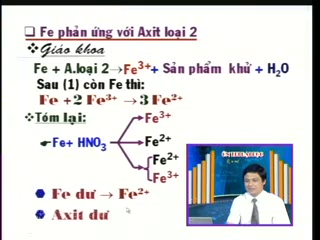 Fe phản ứng với Axit loại 2
Giáo khoa
Fe + A.loại 2 → Fe³⁺ + Sản phẩm khử + H₂O
Sau (1) còn Fe thì:
Fe + 2 Fe³⁺ → 3 Fe²⁺
Tóm lại:
Fe³⁺
Fe+ HNO₃
Fe²⁺
Fe²⁺
Fe³⁺
Fe dư → Fe²⁺
Axit dư